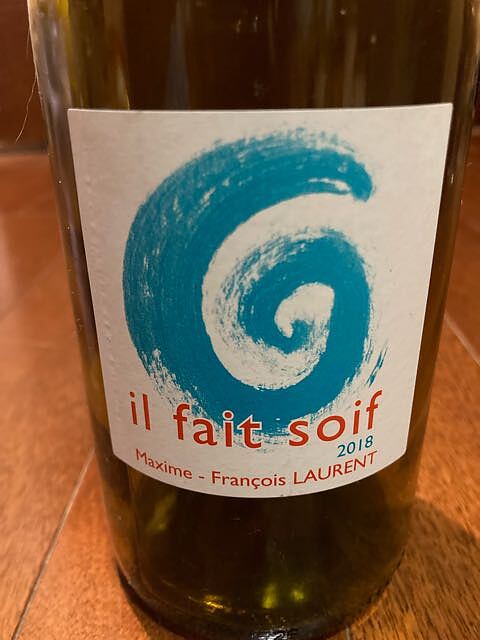 il fait soif
2018
Maxime - François LAURENT